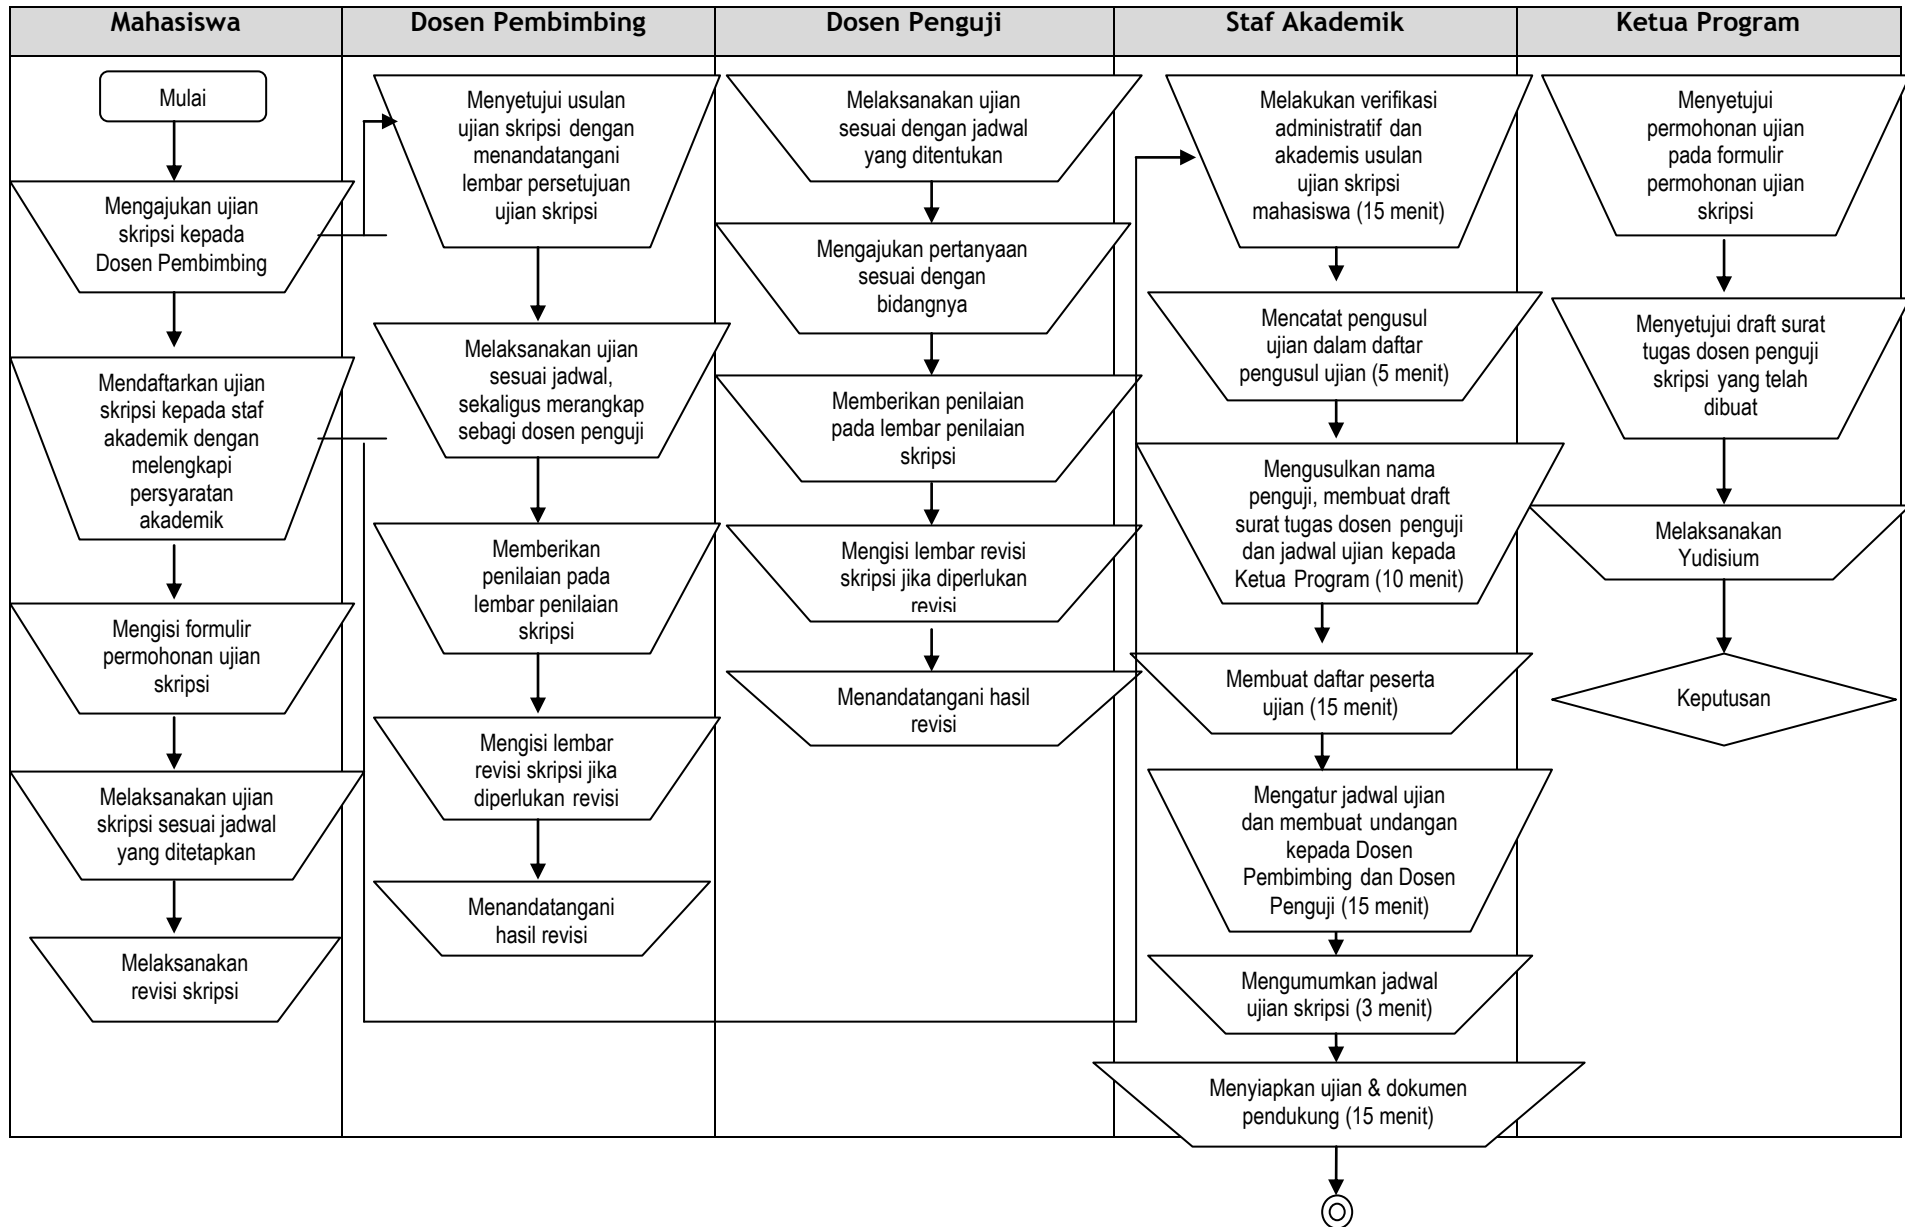 Mahasiswa
Dosen Pembimbing
Dosen Penguji
Staf Akademik
Ketua Program
Mulai
Mengajukan ujian
skripsi kepada
Dosen Pembimbing
Mendaftarkan ujian
skripsi kepada staf
akademik dengan
melengkapi
persyaratan
akademik
Mengisi formulir
permohonan ujian
skripsi
Melaksanakan ujian
skripsi sesuai jadwal
yang ditetapkan
Melaksanakan
revisi skripsi
Menyetujui usulan
ujian skripsi dengan
menandatangani
lembar persetujuan
ujian skripsi
Melaksanakan ujian
sesuai jadwal,
sekaligus merangkap
sebagi dosen penguji
Memberikan
penilaian pada
lembar penilaian
skripsi
Mengisi lembar
revisi skripsi jika
diperlukan revisi
Menandatangani
hasil revisi
Melaksanakan ujian
sesuai dengan jadwal
yang ditentukan
Mengajukan pertanyaan
sesuai dengan
bidangnya
Memberikan penilaian
pada lembar penilaian
skripsi
Mengisi lembar revisi
skripsi jika diperlukan
revisi
Menandatangani hasil
revisi
Melakukan verifikasi
administratif dan
akademis usulan
ujian skripsi
mahasiswa (15 menit)
Mencatat pengusul
ujian dalam daftar
pengusul ujian (5 menit)
Mengusulkan nama
penguji, membuat draft
surat tugas dosen penguji
dan jadwal ujian kepada
Ketua Program (10 menit)
Membuat daftar peserta
ujian (15 menit)
Mengatur jadwal ujian
dan membuat undangan
kepada Dosen
Pembimbing dan Dosen
Penguji (15 menit)
Mengumumkan jadwal
ujian skripsi (3 menit)
Menyiapkan ujian & dokumen
pendukung (15 menit)
Menyetujui
permohonan ujian
pada formulir
permohonan ujian
skripsi
Menyetujui draft surat
tugas dosen penguji
skripsi yang telah
dibuat
Melaksanakan
Yudisium
Keputusan